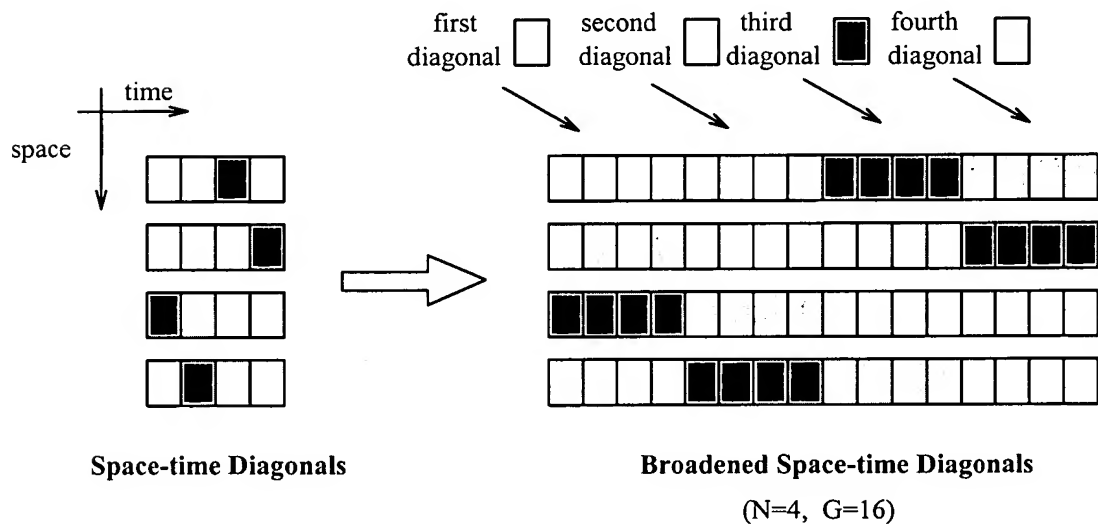 first diagonal
second diagonal
third diagonal
fourth diagonal
time
space
Space-time Diagonals
Broadened Space-time Diagonals
(N=4, G=16)